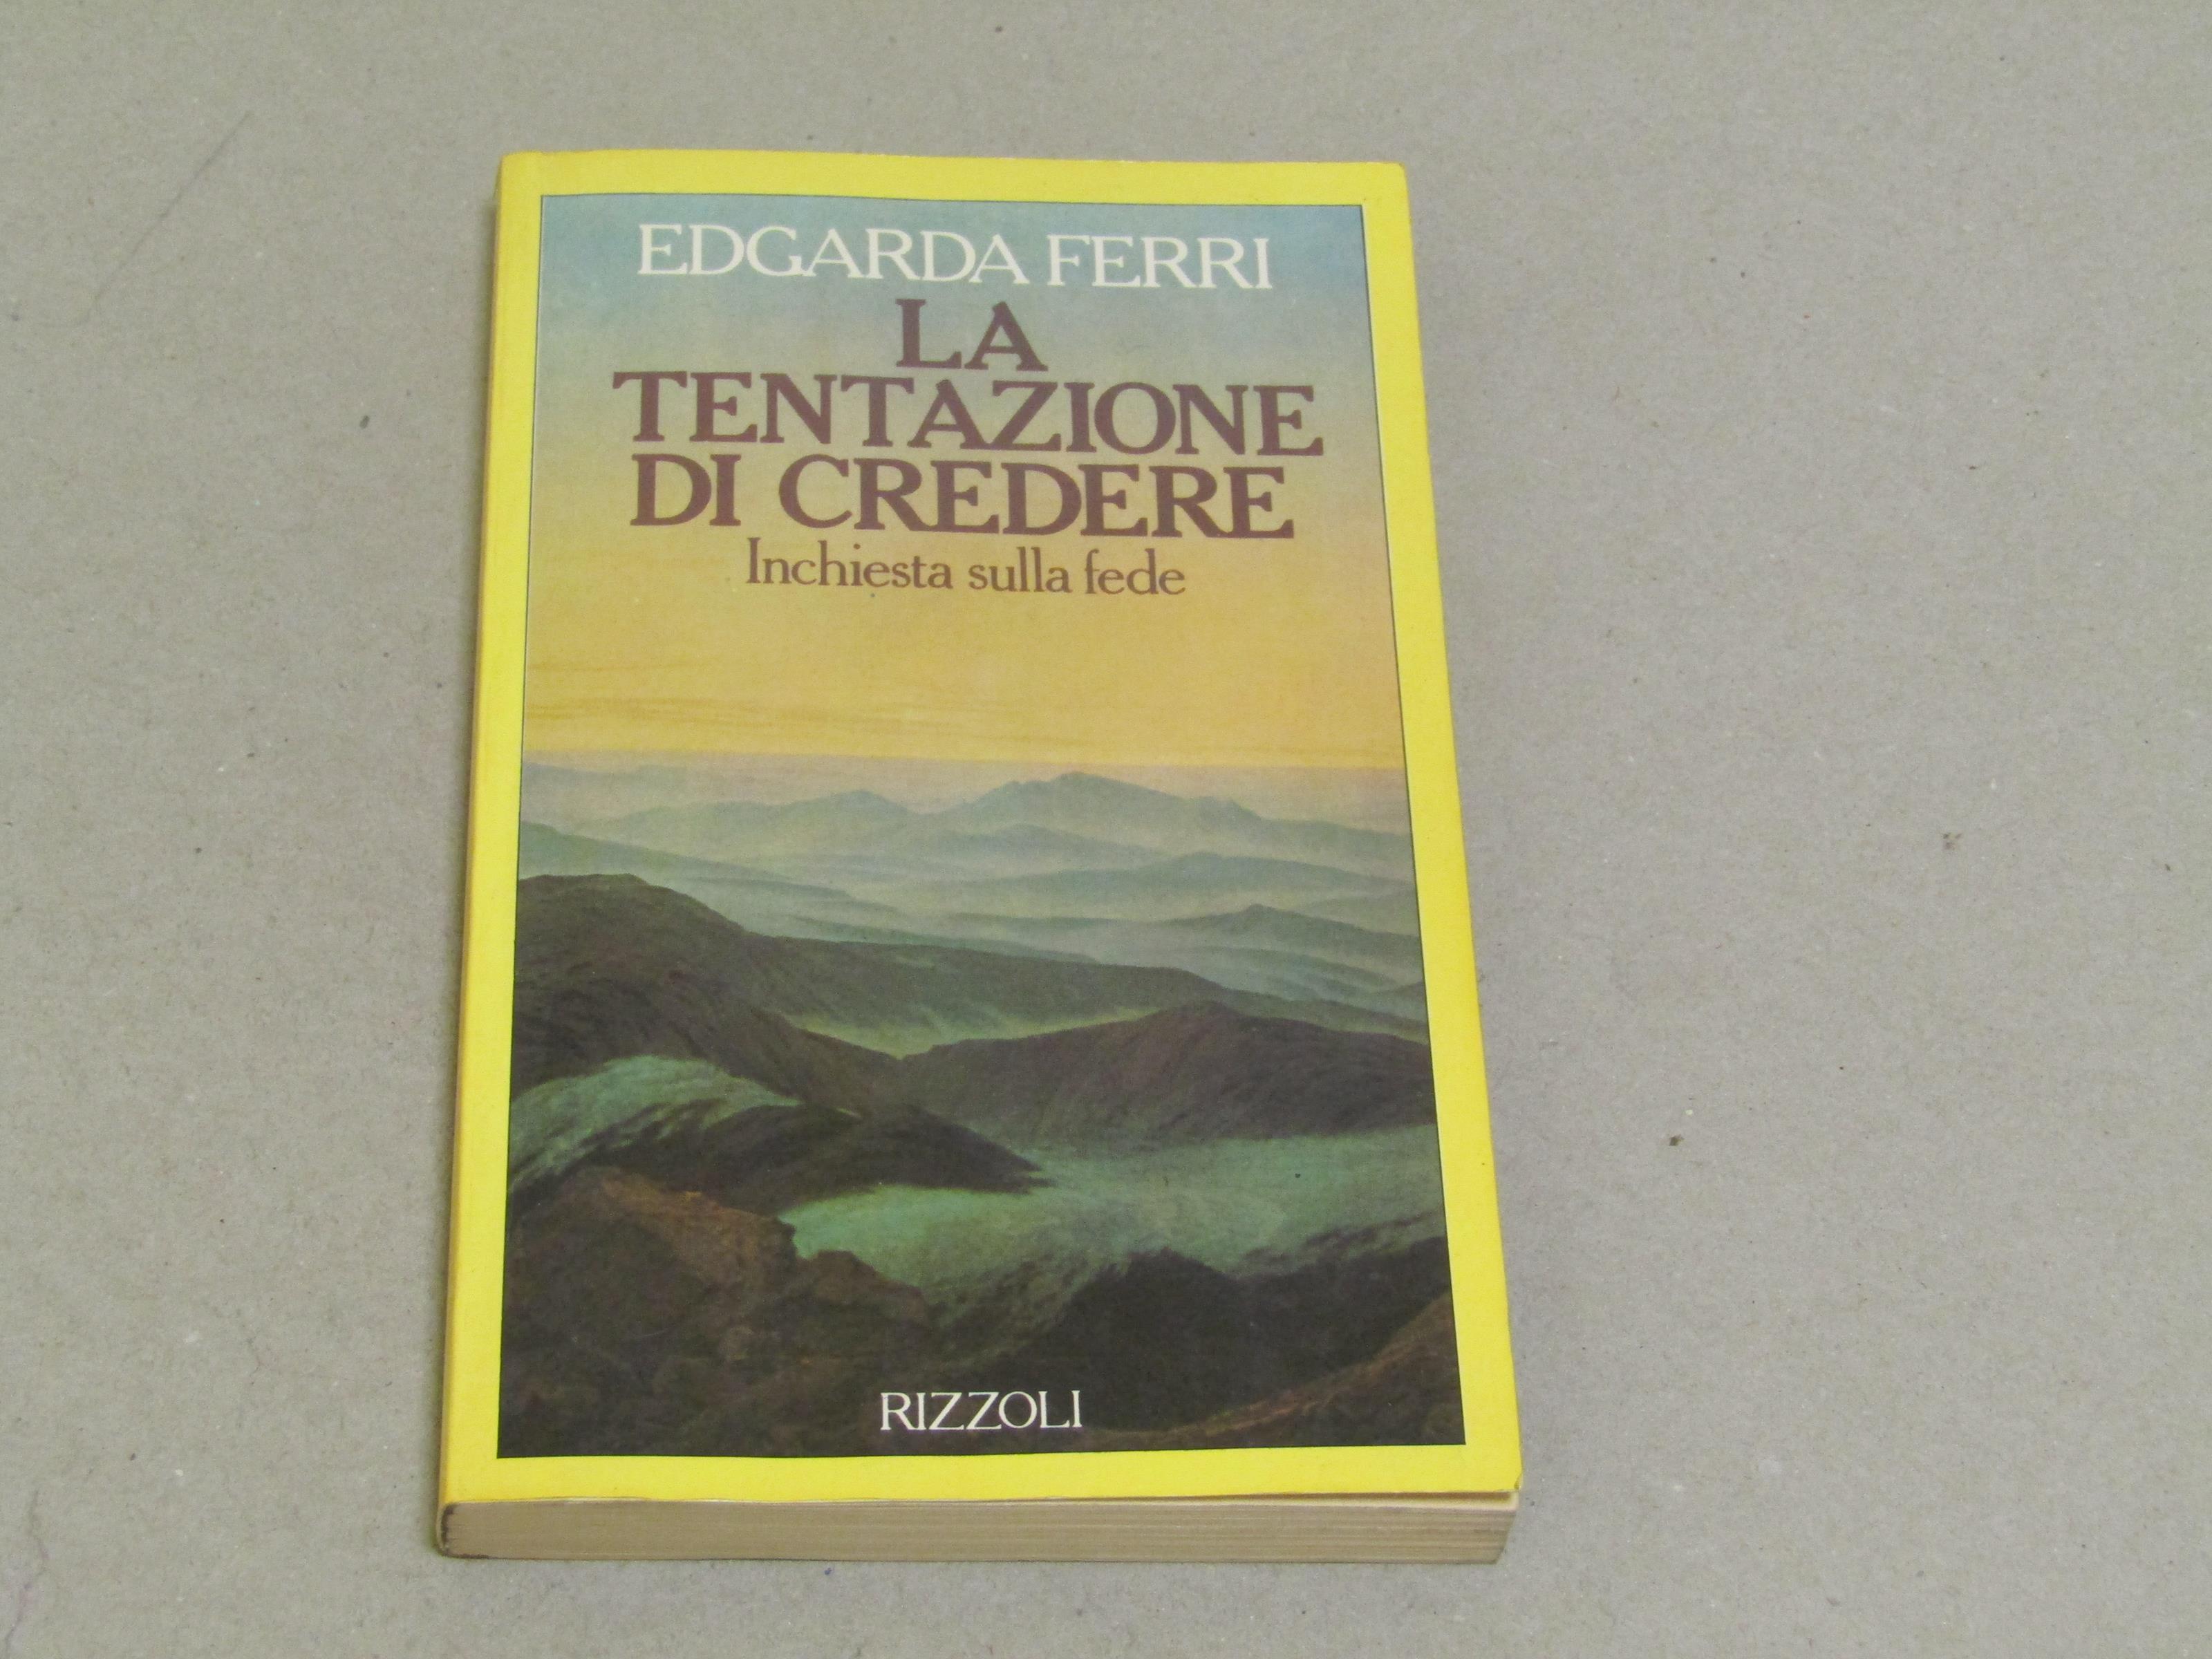 EDGARDA FERRI
LA
TENTAZIONE
DI CREDERE
Inchiesta sulla fede
RIZZOLI